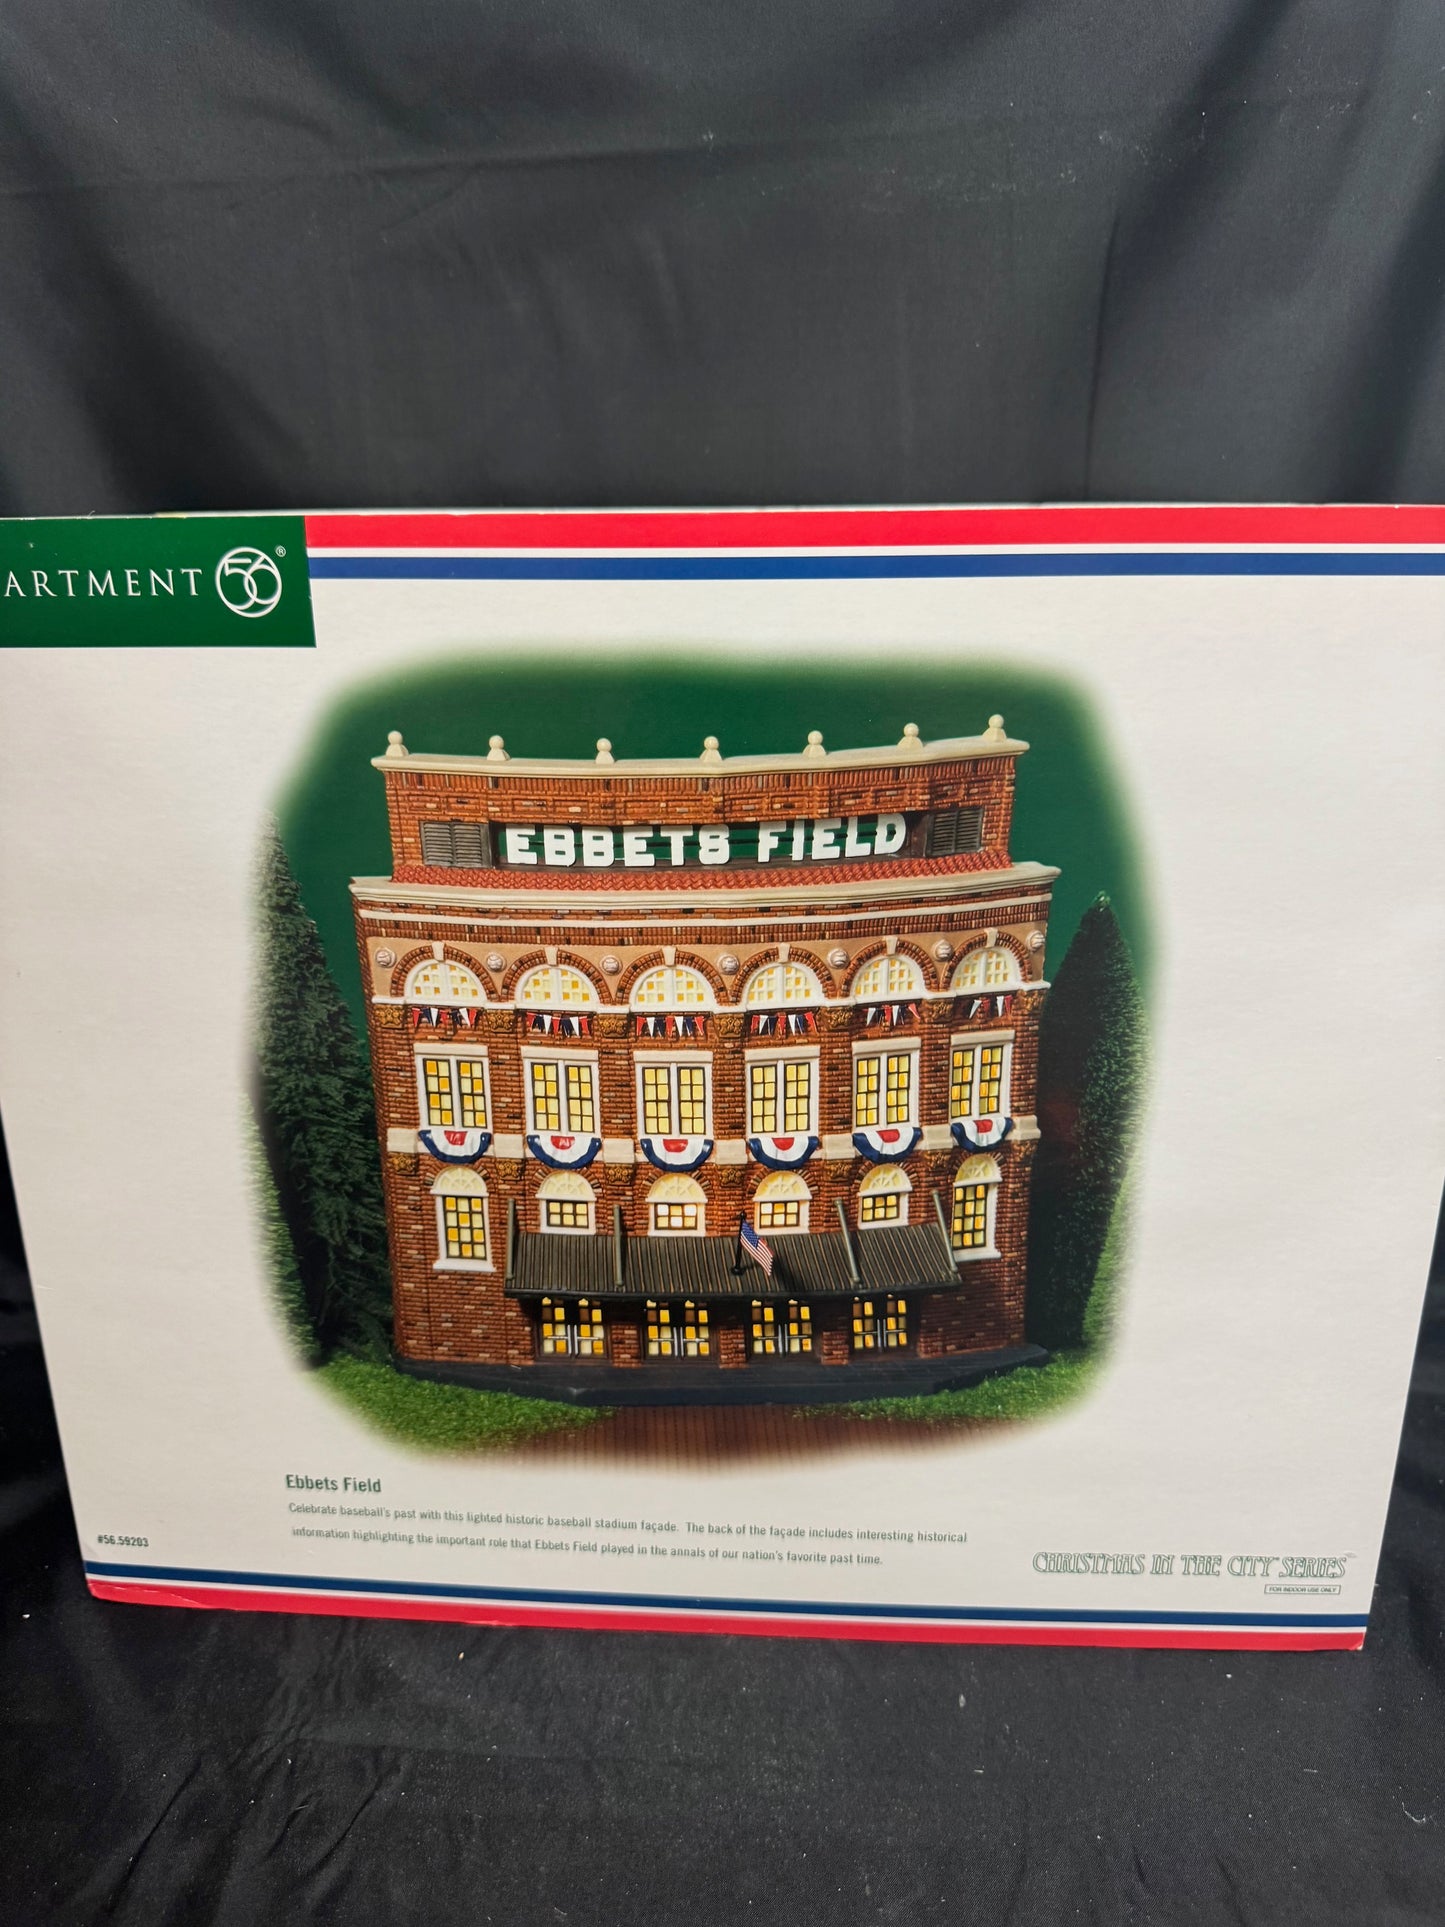 ARTMENT 56®
EBBETS FIELD
Ebbets Field
Celebrate baseball's past with this lighted historic baseball stadium façade. The back of the façade includes interesting historical
information highlighting the important role that Ebbets Field played in the annals of our nation's favorite past time.
#56.59203
CHRISTMAS IN THE CITY SERIES™
FOR INDOOR USE ONLY